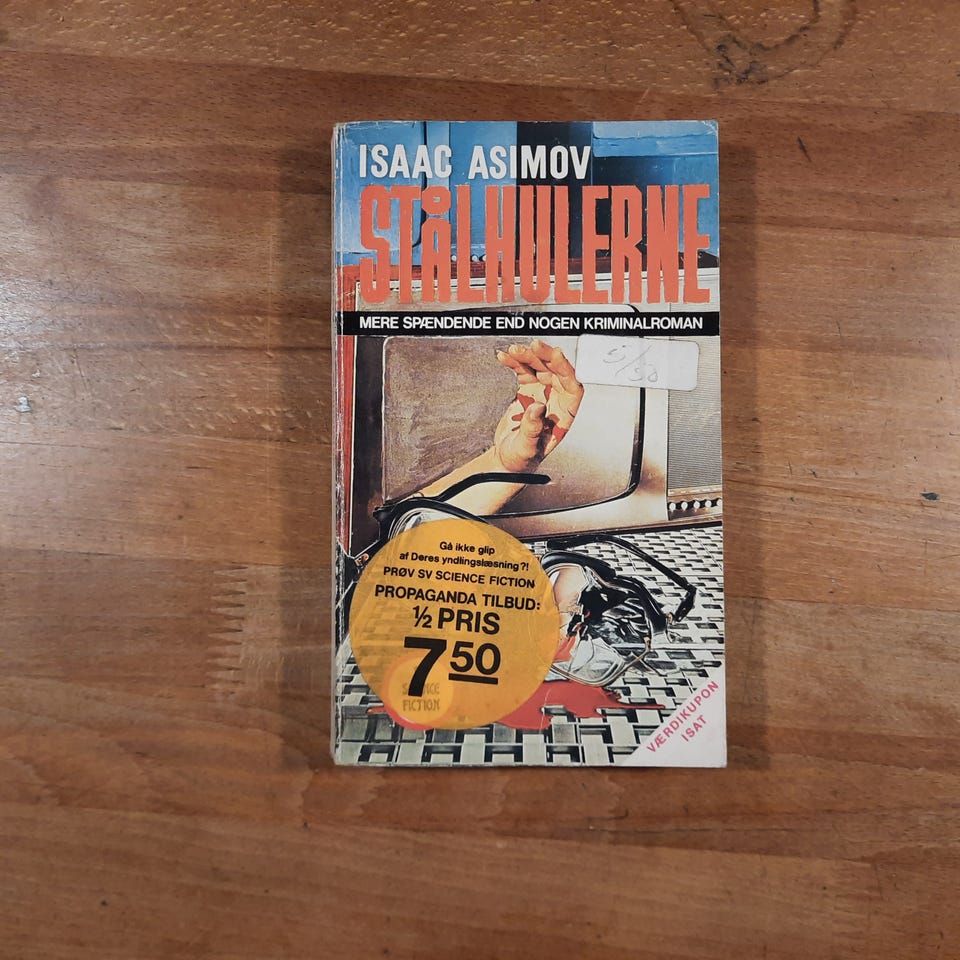 ISAAC ASIMOV
STÅLHULERNE
MERE SPÆNDENDE END NOGEN KRIMINALROMAN
Gå ikke glip
af Deres yndlingslæsning?!
PRØV SV SCIENCE FICTION
PROPAGANDA TILBUD:
½ PRIS
7 50
SCIENCE
FICTION
VÆRDIKUPON
ISAT